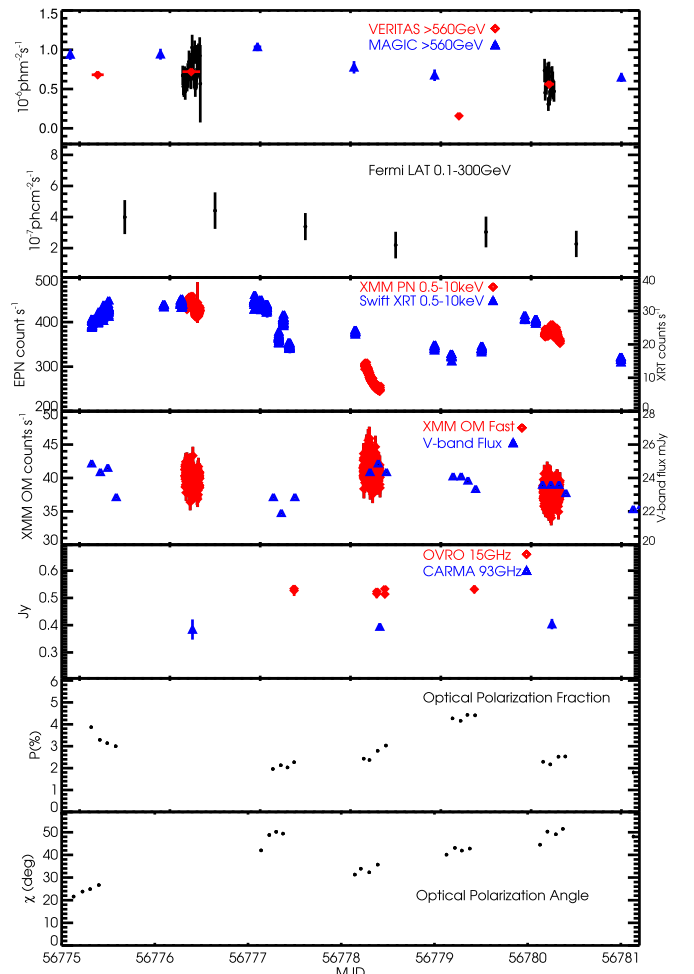 VERITAS >560GeV
MAGIC >560GeV
10⁻⁶phm⁻²s⁻¹
1.5
1.0
0.5
0.0
Fermi LAT 0.1-300GeV
10⁻⁷phcm⁻²s⁻¹
8
6
4
2
XMM PN 0.5-10keV
Swift XRT 0.5-10keV
EPN count s⁻¹
500
400
300
200
40
30
20
10
0
XRT counts s⁻¹
XMM OM Fast
V-band Flux
XMM OM counts s⁻¹
50
45
40
35
30
28
26
24
22
20
V-band flux mJy
OVRO 15GHz
CARMA 93GHz
Jy
0.6
0.5
0.4
0.3
Optical Polarization Fraction
P(%)
6
5
4
3
2
1
0
Optical Polarization Angle
χ (deg)
50
40
30
20
10
0
56775 56776 56777 56778 56779 56780 56781
MJD